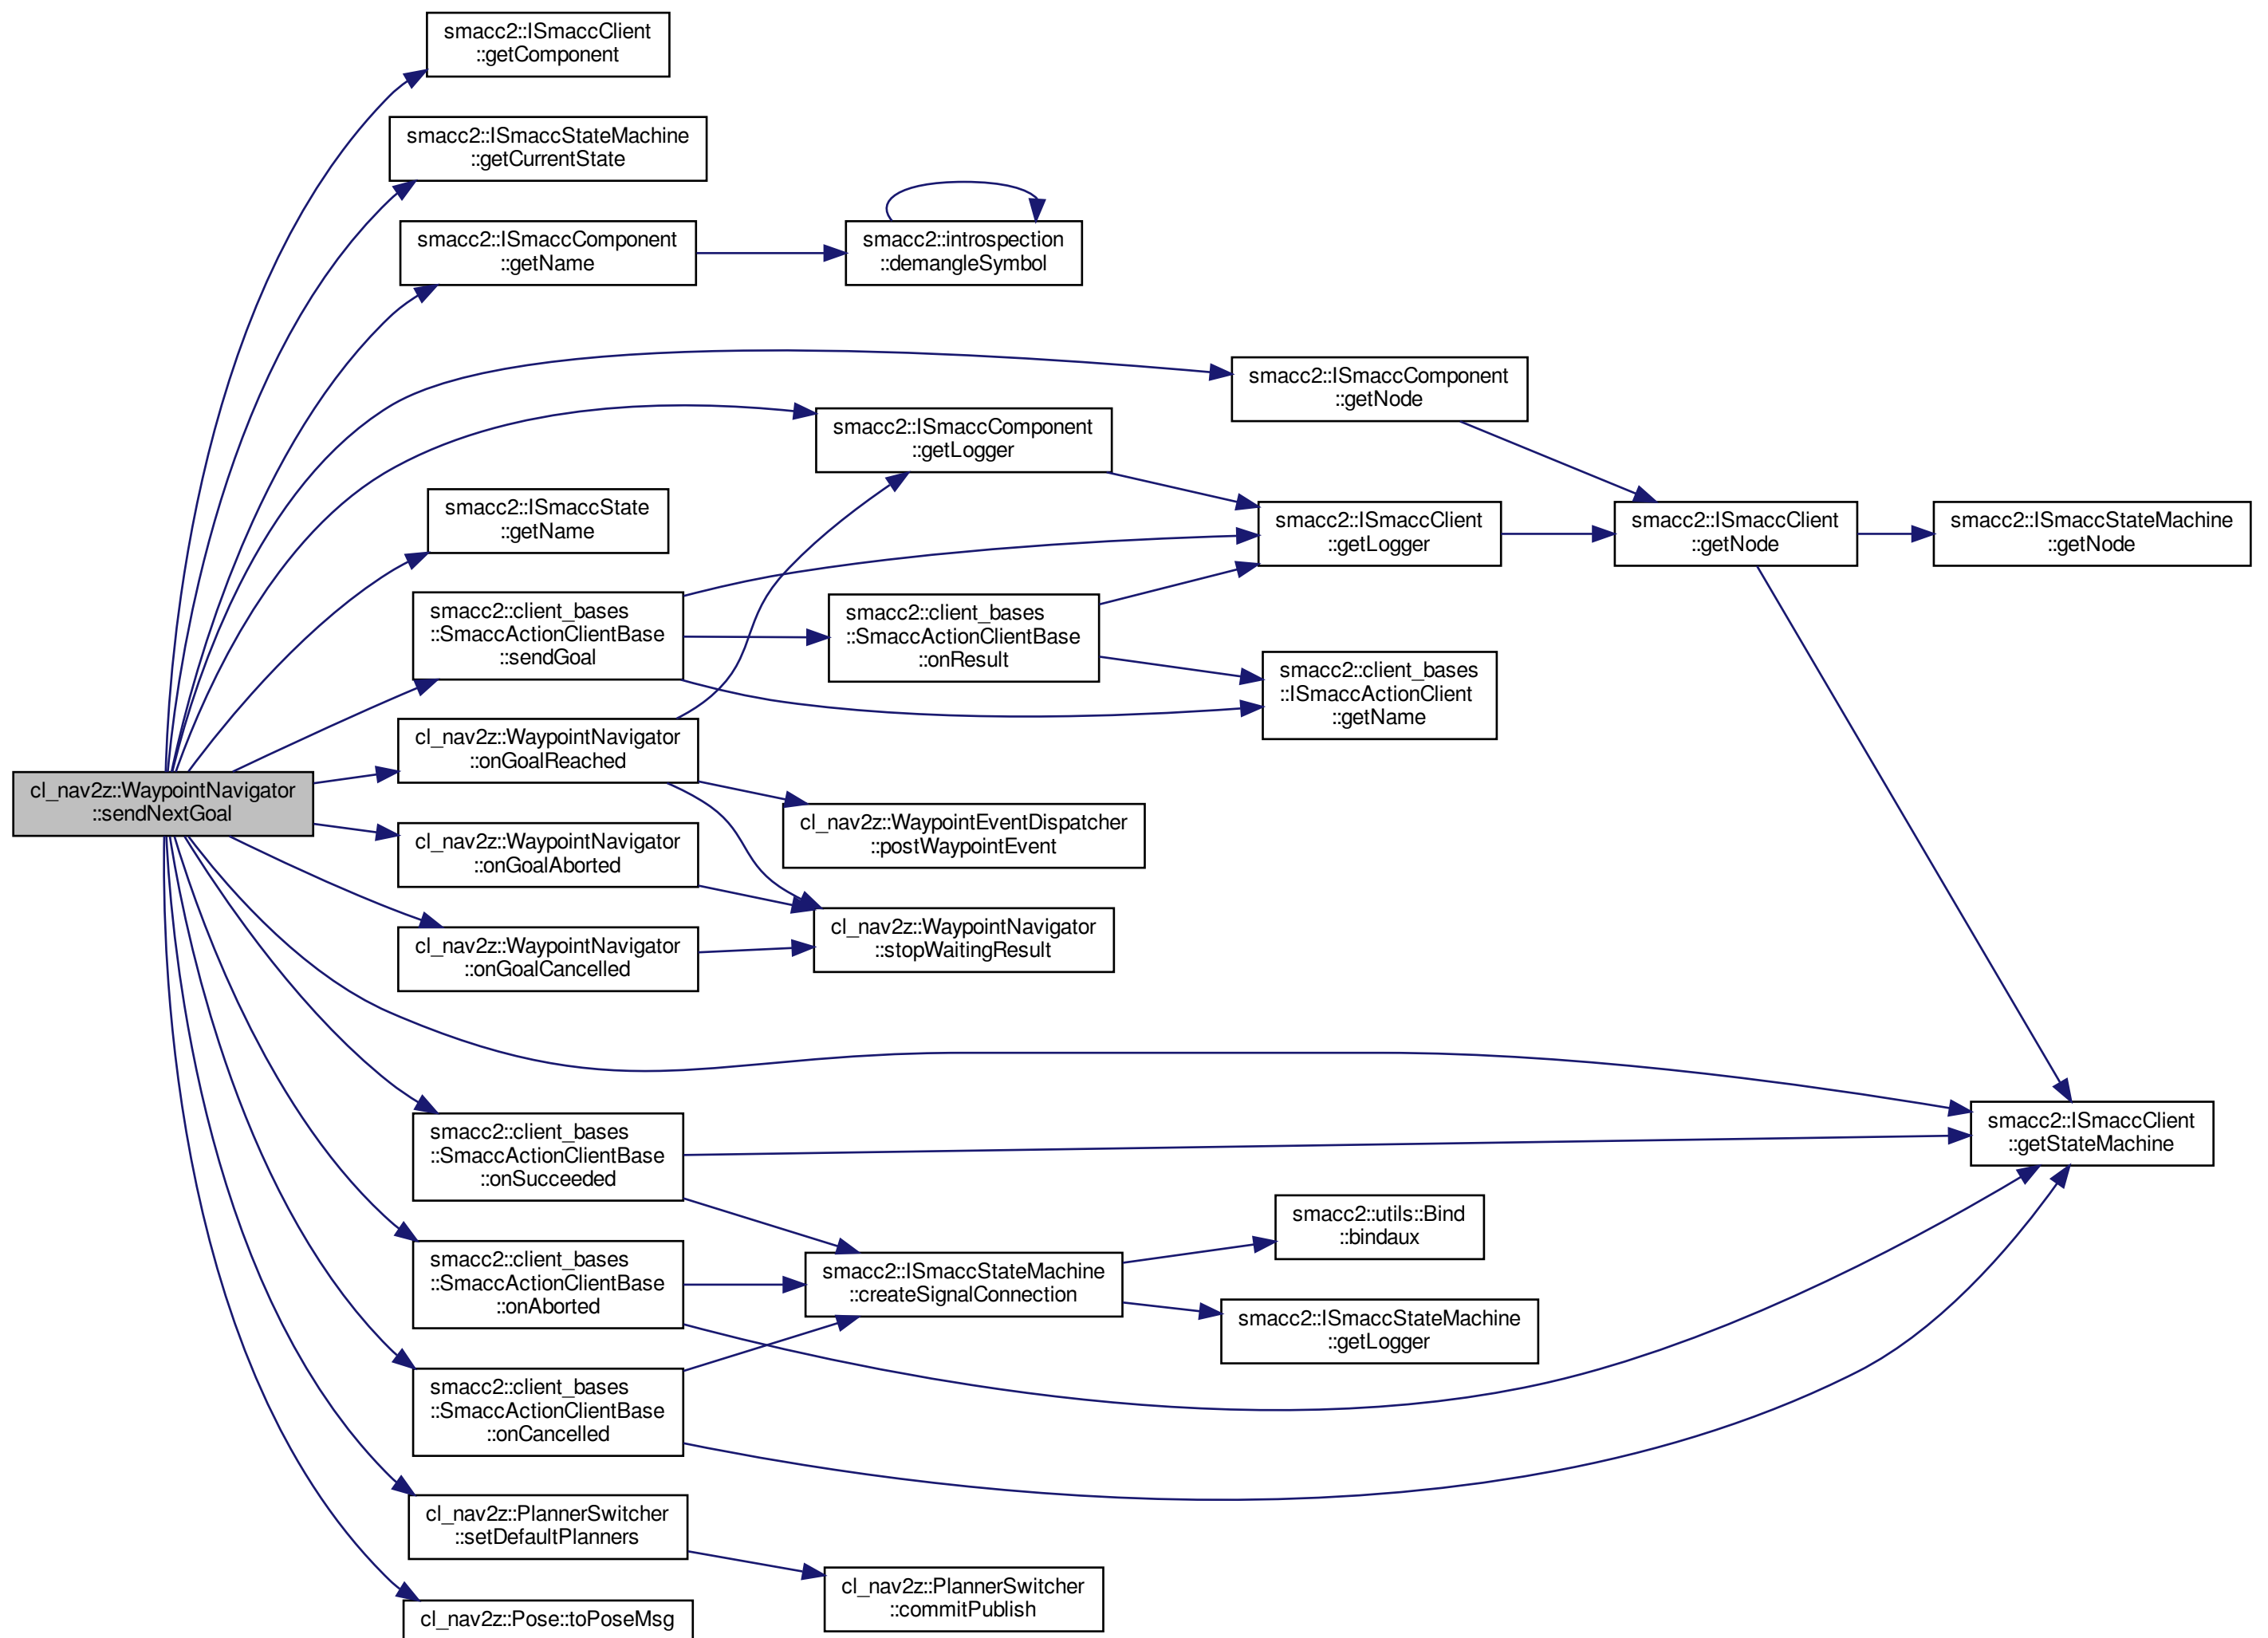 smacc2::ISmaccClient
::getComponent
smacc2::ISmaccStateMachine
::getCurrentState
smacc2::ISmaccComponent
::getName
smacc2::introspection
::demangleSymbol
smacc2::ISmaccComponent
::getNode
smacc2::ISmaccComponent
::getLogger
smacc2::ISmaccState
::getName
smacc2::ISmaccClient
::getLogger
smacc2::ISmaccClient
::getNode
smacc2::ISmaccStateMachine
::getNode
smacc2::client_bases
::SmaccActionClientBase
::sendGoal
smacc2::client_bases
::SmaccActionClientBase
::onResult
smacc2::client_bases
::ISmaccActionClient
::getName
cl_nav2z::WaypointNavigator
::onGoalReached
cl_nav2z::WaypointNavigator
::sendNextGoal
cl_nav2z::WaypointEventDispatcher
::postWaypointEvent
cl_nav2z::WaypointNavigator
::onGoalAborted
cl_nav2z::WaypointNavigator
::stopWaitingResult
cl_nav2z::WaypointNavigator
::onGoalCancelled
smacc2::ISmaccClient
::getStateMachine
smacc2::client_bases
::SmaccActionClientBase
::onSucceeded
smacc2::utils::Bind
::bindaux
smacc2::client_bases
::SmaccActionClientBase
::onAborted
smacc2::ISmaccStateMachine
::createSignalConnection
smacc2::ISmaccStateMachine
::getLogger
smacc2::client_bases
::SmaccActionClientBase
::onCancelled
cl_nav2z::PlannerSwitcher
::setDefaultPlanners
cl_nav2z::PlannerSwitcher
::commitPublish
cl_nav2z::Pose::toPoseMsg